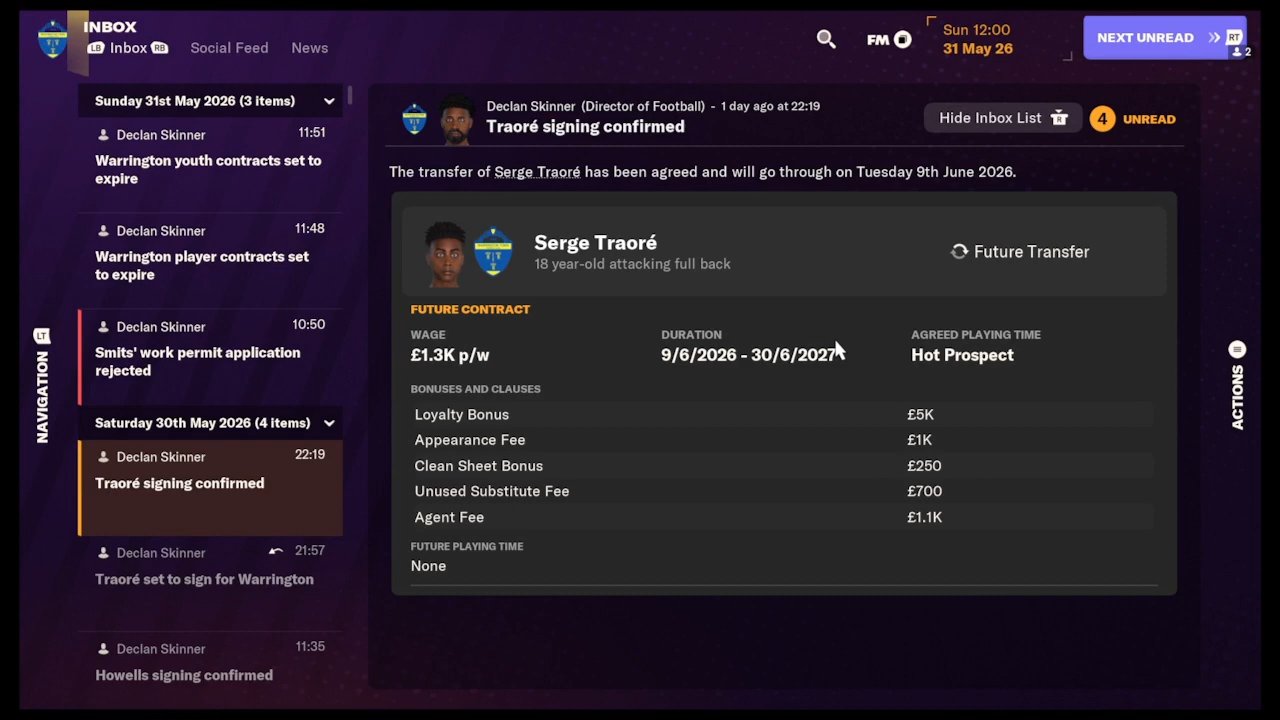 INBOX
LB Inbox RB
Social Feed
News
FM
Sun 12:00
31 May 26
NEXT UNREAD
RT
2
Sunday 31st May 2026 (3 items)
Declan Skinner
11:51
Warrington youth contracts set to
expire
Declan Skinner
11:48
Warrington player contracts set
to expire
Declan Skinner
10:50
Smits' work permit application
rejected
Saturday 30th May 2026 (4 items)
Declan Skinner
22:19
Traoré signing confirmed
Declan Skinner
21:57
Traoré set to sign for Warrington
Declan Skinner
11:35
Howells signing confirmed
LT
NAVIGATION
Declan Skinner (Director of Football) - 1 day ago at 22:19
Traoré signing confirmed
Hide Inbox List
R
4
UNREAD
The transfer of Serge Traoré has been agreed and will go through on Tuesday 9th June 2026.
Serge Traoré
18 year-old attacking full back
Future Transfer
FUTURE CONTRACT
WAGE
DURATION
AGREED PLAYING TIME
£1.3K p/w
9/6/2026 - 30/6/2027
Hot Prospect
BONUSES AND CLAUSES
Loyalty Bonus
£5K
Appearance Fee
£1K
Clean Sheet Bonus
£250
Unused Substitute Fee
£700
Agent Fee
£1.1K
FUTURE PLAYING TIME
None
ACTIONS